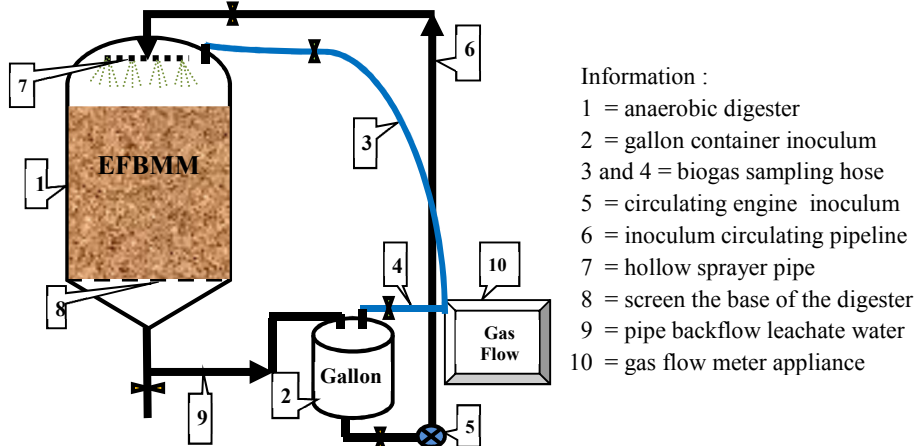 6
7
EFBMM
3
1
4
10
8
Gas
Flow
Gallon
2
9
5
Information :
1 = anaerobic digester
2 = gallon container inoculum
3 and 4 = biogas sampling hose
5 = circulating engine inoculum
6 = inoculum circulating pipeline
7 = hollow sprayer pipe
8 = screen the base of the digester
9 = pipe backflow leachate water
10 = gas flow meter appliance